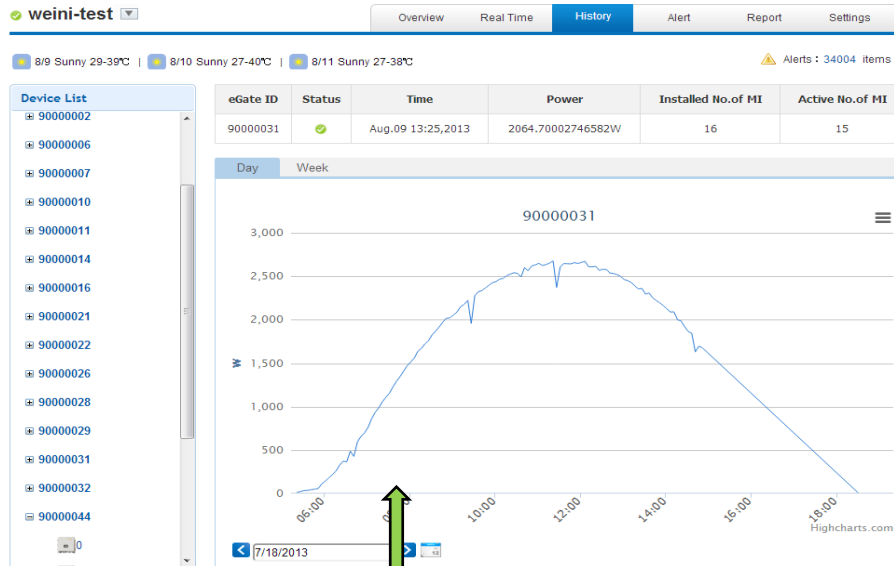 weini-test
Overview Real Time History Alert Report Settings
8/9 Sunny 29-39℃ | 8/10 Sunny 27-40℃ | 8/11 Sunny 27-38℃
Alerts : 34004 items
Device List
90000002
90000006
90000007
90000010
90000011
90000014
90000016
90000021
90000022
90000026
90000028
90000029
90000031
90000032
90000044
0
eGate ID Status Time Power Installed No.of MI Active No.of MI
90000031 Aug.09 13:25,2013 2064.70002746582W 16 15
Day Week
90000031
3,000
2,500
2,000
W 1,500
1,000
500
0
06:00 10:00 12:00 14:00 16:00 18:00
Highcharts.com
7/18/2013